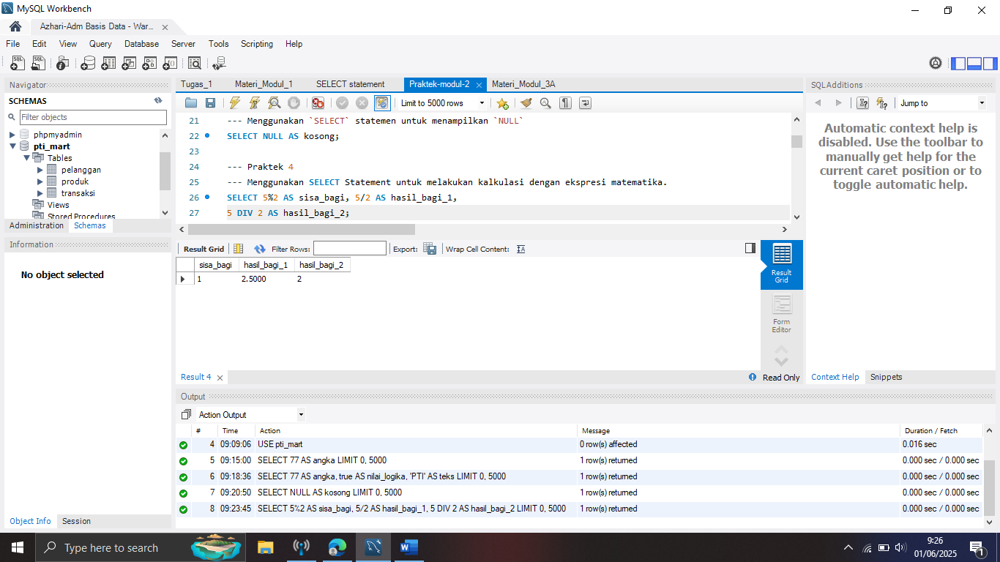 MySQL Workbench
Azhari-Adm Basis Data - War...
File Edit View Query Database Server Tools Scripting Help
Navigator
SCHEMAS
Filter objects
phpmyadmin
pti_mart
Tables
pelanggan
produk
transaksi
Views
Stored Procedures
Administration Schemas
Information
No object selected
Object Info Session
Tugas_1 Materi_Modul_1 SELECT statement Praktek-modul-2 Materi_Modul_3A
Limit to 5000 rows
21 --- Menggunakan `SELECT` statemen untuk menampilkan `NULL`
22 SELECT NULL AS kosong;
23
24 --- Praktek 4
25 --- Menggunakan SELECT Statement untuk melakukan kalkulasi dengan ekspresi matematika.
26 SELECT 5%2 AS sisa_bagi, 5/2 AS hasil_bagi_1,
27 5 DIV 2 AS hasil_bagi_2;
Result Grid Filter Rows: Export: Wrap Cell Content:
sisa_bagi hasil_bagi_1 hasil_bagi_2
1 2.5000 2
Result
Grid
Form
Editor
Result 4
Read Only
SQLAdditions
Jump to
Automatic context help is
disabled. Use the toolbar to
manually get help for the
current caret position or to
toggle automatic help.
Context Help Snippets
Output
Action Output
# Time Action Message Duration / Fetch
4 09:09:06 USE pti_mart 0 row(s) affected 0.016 sec
5 09:15:00 SELECT 77 AS angka LIMIT 0, 5000 1 row(s) returned 0.000 sec / 0.000 sec
6 09:18:36 SELECT 77 AS angka, true AS nilai_logika, 'PTI' AS teks LIMIT 0, 5000 1 row(s) returned 0.000 sec / 0.000 sec
7 09:20:50 SELECT NULL AS kosong LIMIT 0, 5000 1 row(s) returned 0.000 sec / 0.000 sec
8 09:23:45 SELECT 5%2 AS sisa_bagi, 5/2 AS hasil_bagi_1, 5 DIV 2 AS hasil_bagi_2 LIMIT 0, 5000 1 row(s) returned 0.000 sec / 0.000 sec
Type here to search
9:26
01/06/2025
1